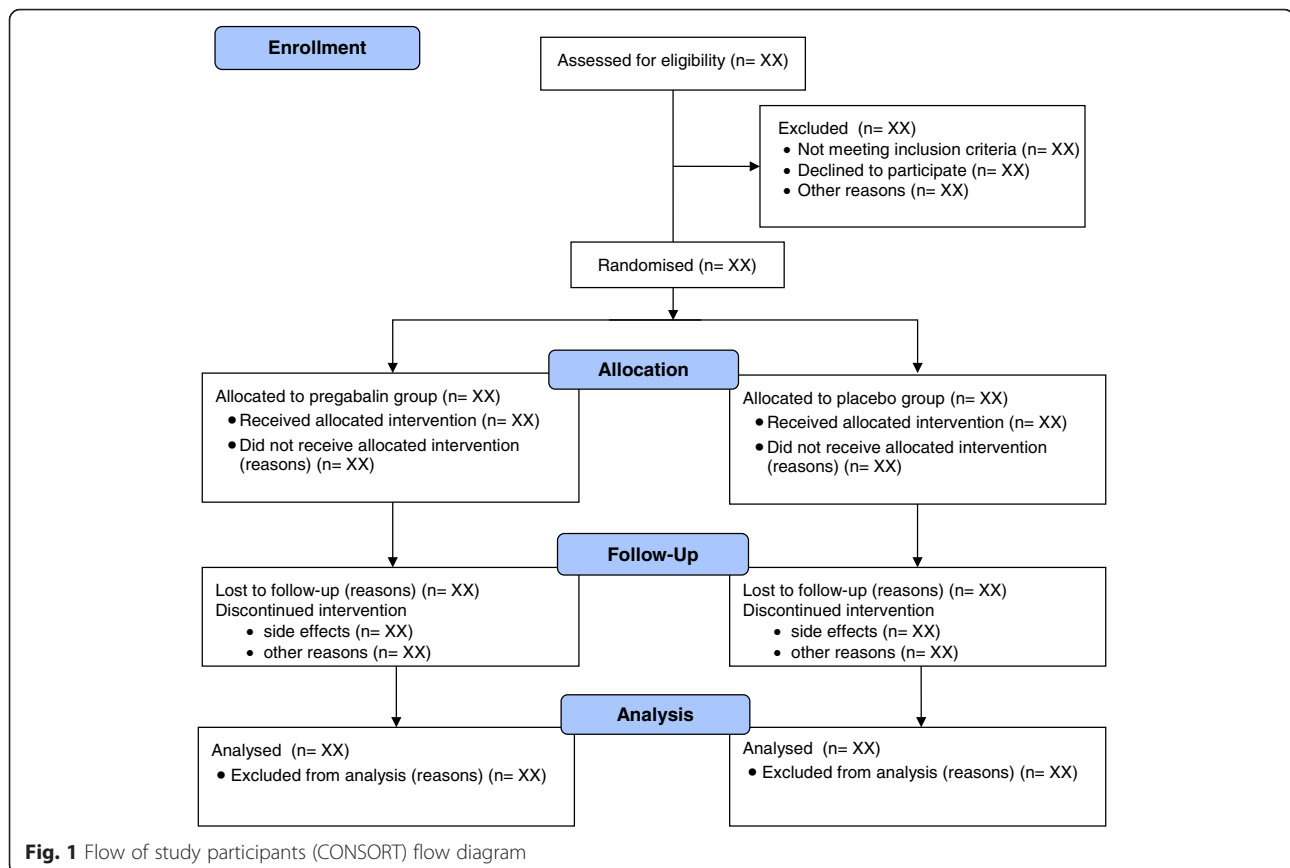 Enrollment
Assessed for eligibility (n= XX)
Excluded (n= XX)
• Not meeting inclusion criteria (n= XX)
• Declined to participate (n= XX)
• Other reasons (n= XX)
Randomised (n= XX)
Allocation
Allocated to pregabalin group (n= XX)
• Received allocated intervention (n= XX)
• Did not receive allocated intervention
(reasons) (n= XX)
Allocated to placebo group (n= XX)
• Received allocated intervention (n= XX)
• Did not receive allocated intervention
(reasons) (n= XX)
Follow-Up
Lost to follow-up (reasons) (n= XX)
Discontinued intervention
• side effects (n= XX)
• other reasons (n= XX)
Lost to follow-up (reasons) (n= XX)
Discontinued intervention
• side effects (n= XX)
• other reasons (n= XX)
Analysis
Analysed (n= XX)
• Excluded from analysis (reasons) (n= XX)
Analysed (n= XX)
• Excluded from analysis (reasons) (n= XX)
Fig. 1 Flow of study participants (CONSORT) flow diagram